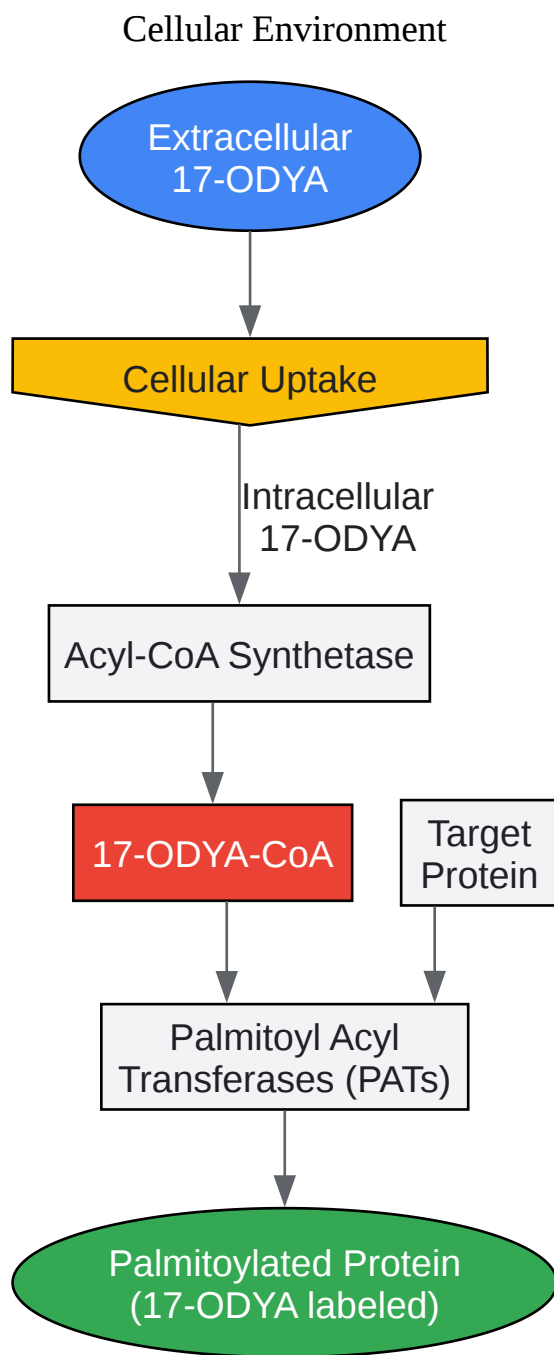 Cellular Environment
Extracellular
17-ODYA
Cellular Uptake
Intracellular
17-ODYA
Acyl-CoA Synthetase
17-ODYA-CoA
Target
Protein
Palmitoyl Acyl
Transferases (PATs)
Palmitoylated Protein
(17-ODYA labeled)